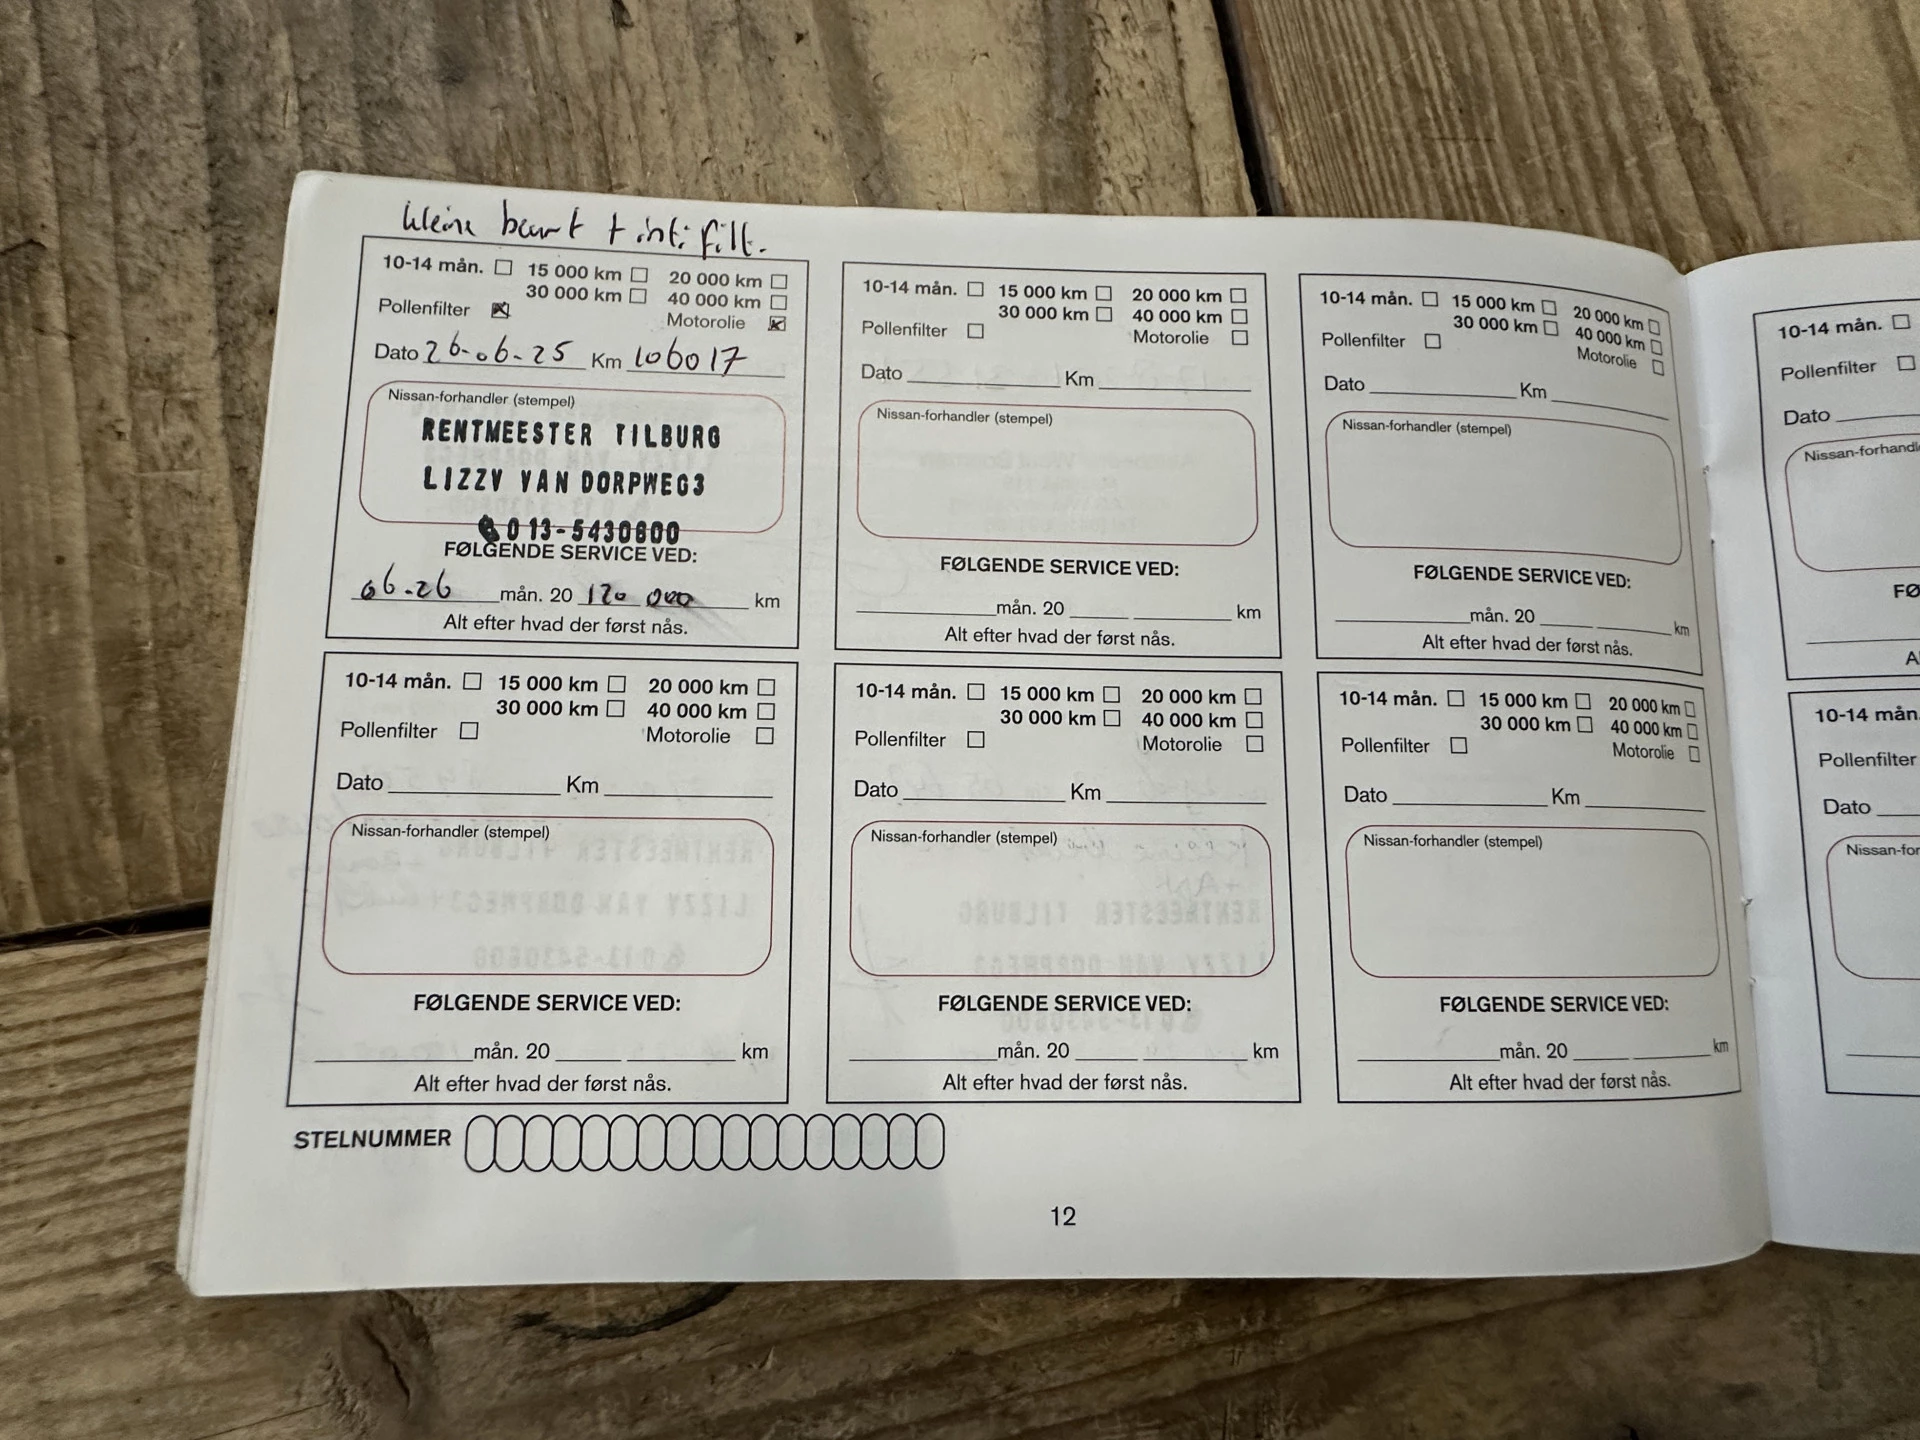 kleine beurt + int. filt.
10-14 mån. 15 000 km 20 000 km
30 000 km 40 000 km
Pollenfilter Motorolie
Dato 26-06-25 Km 106017
Nissan-forhandler (stempel)
RENTMEESTER TILBURG
LIZZY VAN DORPWEG3
013-5430600
FØLGENDE SERVICE VED:
06-26 mån. 20 120 000 km
Alt efter hvad der først nås.
10-14 mån. 15 000 km 20 000 km
30 000 km 40 000 km
Pollenfilter Motorolie
Dato Km
Nissan-forhandler (stempel)
FØLGENDE SERVICE VED:
mån. 20 km
Alt efter hvad der først nås.
10-14 mån. 15 000 km 20 000 km
30 000 km 40 000 km
Pollenfilter Motorolie
Dato Km
Nissan-forhandler (stempel)
FØLGENDE SERVICE VED:
mån. 20 km
Alt efter hvad der først nås.
10-14 mån. 15 000 km 20 000 km
30 000 km 40 000 km
Pollenfilter Motorolie
Dato Km
Nissan-forhandler (stempel)
FØLGENDE SERVICE VED:
mån. 20 km
Alt efter hvad der først nås.
10-14 mån. 15 000 km 20 000 km
30 000 km 40 000 km
Pollenfilter Motorolie
Dato Km
Nissan-forhandler (stempel)
FØLGENDE SERVICE VED:
mån. 20 km
Alt efter hvad der først nås.
10-14 mån. 15 000 km 20 000 km
30 000 km 40 000 km
Pollenfilter Motorolie
Dato Km
Nissan-forhandler (stempel)
FØLGENDE SERVICE VED:
mån. 20 km
Alt efter hvad der først nås.
STELNUMMER
12
10-14 mån.
Pollenfilter
Dato
Nissan-forhandl
FØ
Al
10-14 mån.
Pollenfilter
Dato
Nissan-for